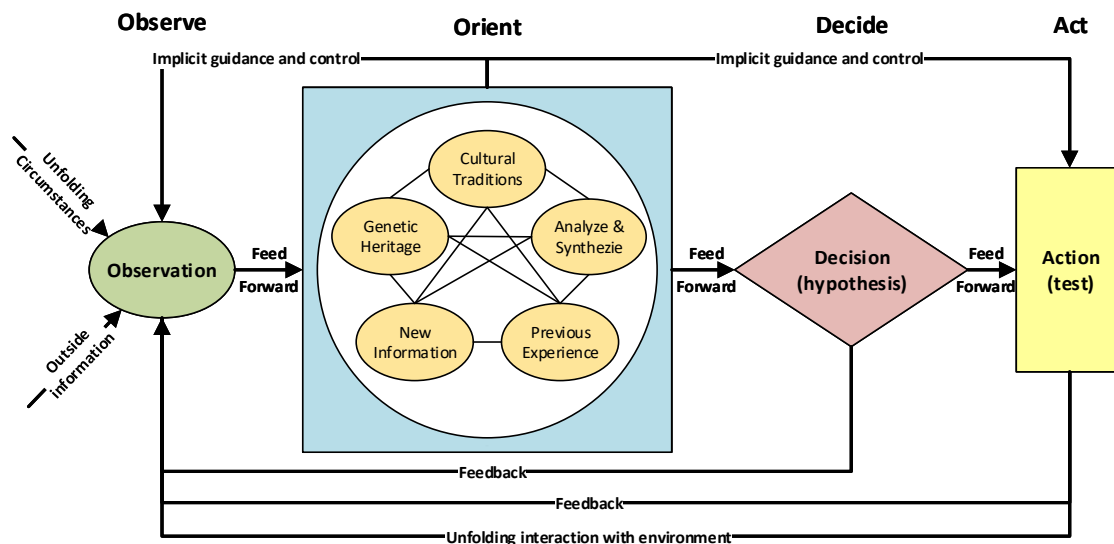 Observe
Orient
Decide
Act
Implicit guidance and control
Implicit guidance and control
Unfolding
Circumstances
Outside
information
Observation
Feed
Forward
Cultural
Traditions
Genetic
Heritage
Analyze &
Synthezie
New
Information
Previous
Experience
Feed
Forward
Decision
(hypothesis)
Feed
Forward
Action
(test)
Feedback
Feedback
Unfolding interaction with environment